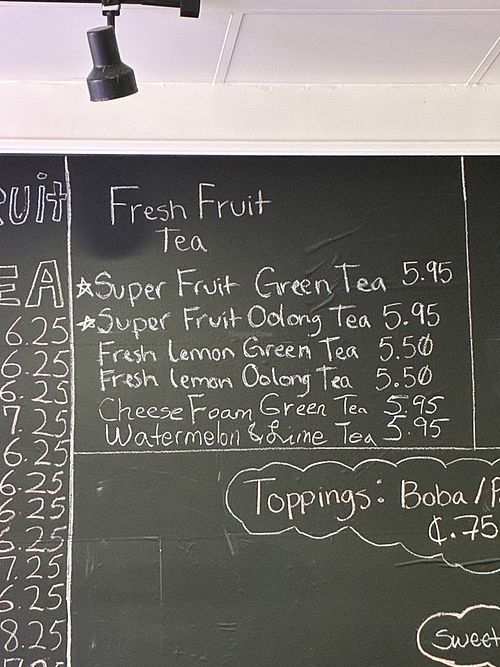 RUit
EA
6.25
6.25
6.25
7.25
6.25
6.25
6.25
6.25
7.25
6.25
8.25
Fresh Fruit
Tea
☆Super Fruit Green Tea 5.95
☆Super Fruit Oolong Tea 5.95
Fresh Lemon Green Tea 5.50
Fresh lemon Oolong Tea 5.50
Cheese Foam Green Tea 5.95
Watermelon & Lime Tea 5.95
Toppings: Boba/
¢.75
Sweet